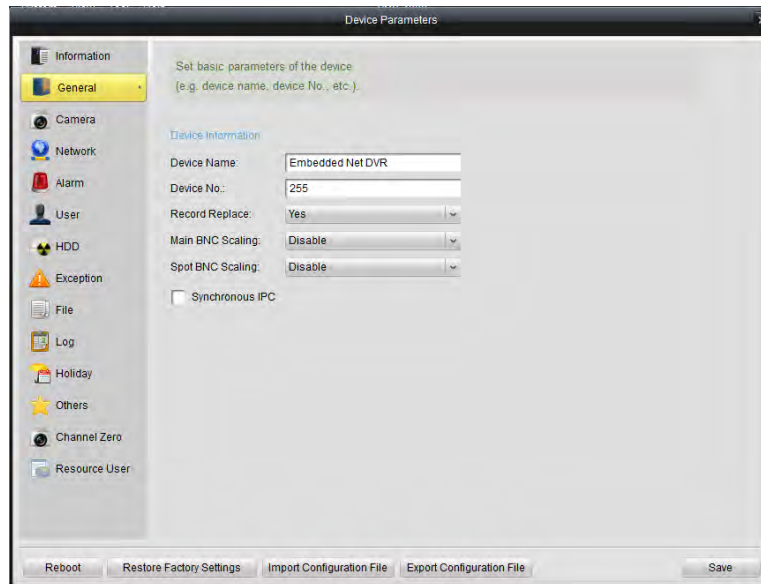 Device Parameters
Information
General
Camera
Network
Alarm
User
HDD
Exception
File
Log
Holiday
Others
Channel Zero
Resource User
Set basic parameters of the device
(e.g. device name, device No., etc.).
Device Information
Device Name: Embedded Net DVR
Device No.: 255
Record Replace: Yes
Main BNC Scaling: Disable
Spot BNC Scaling: Disable
Synchronous IPC
Reboot Restore Factory Settings Import Configuration File Export Configuration File Save